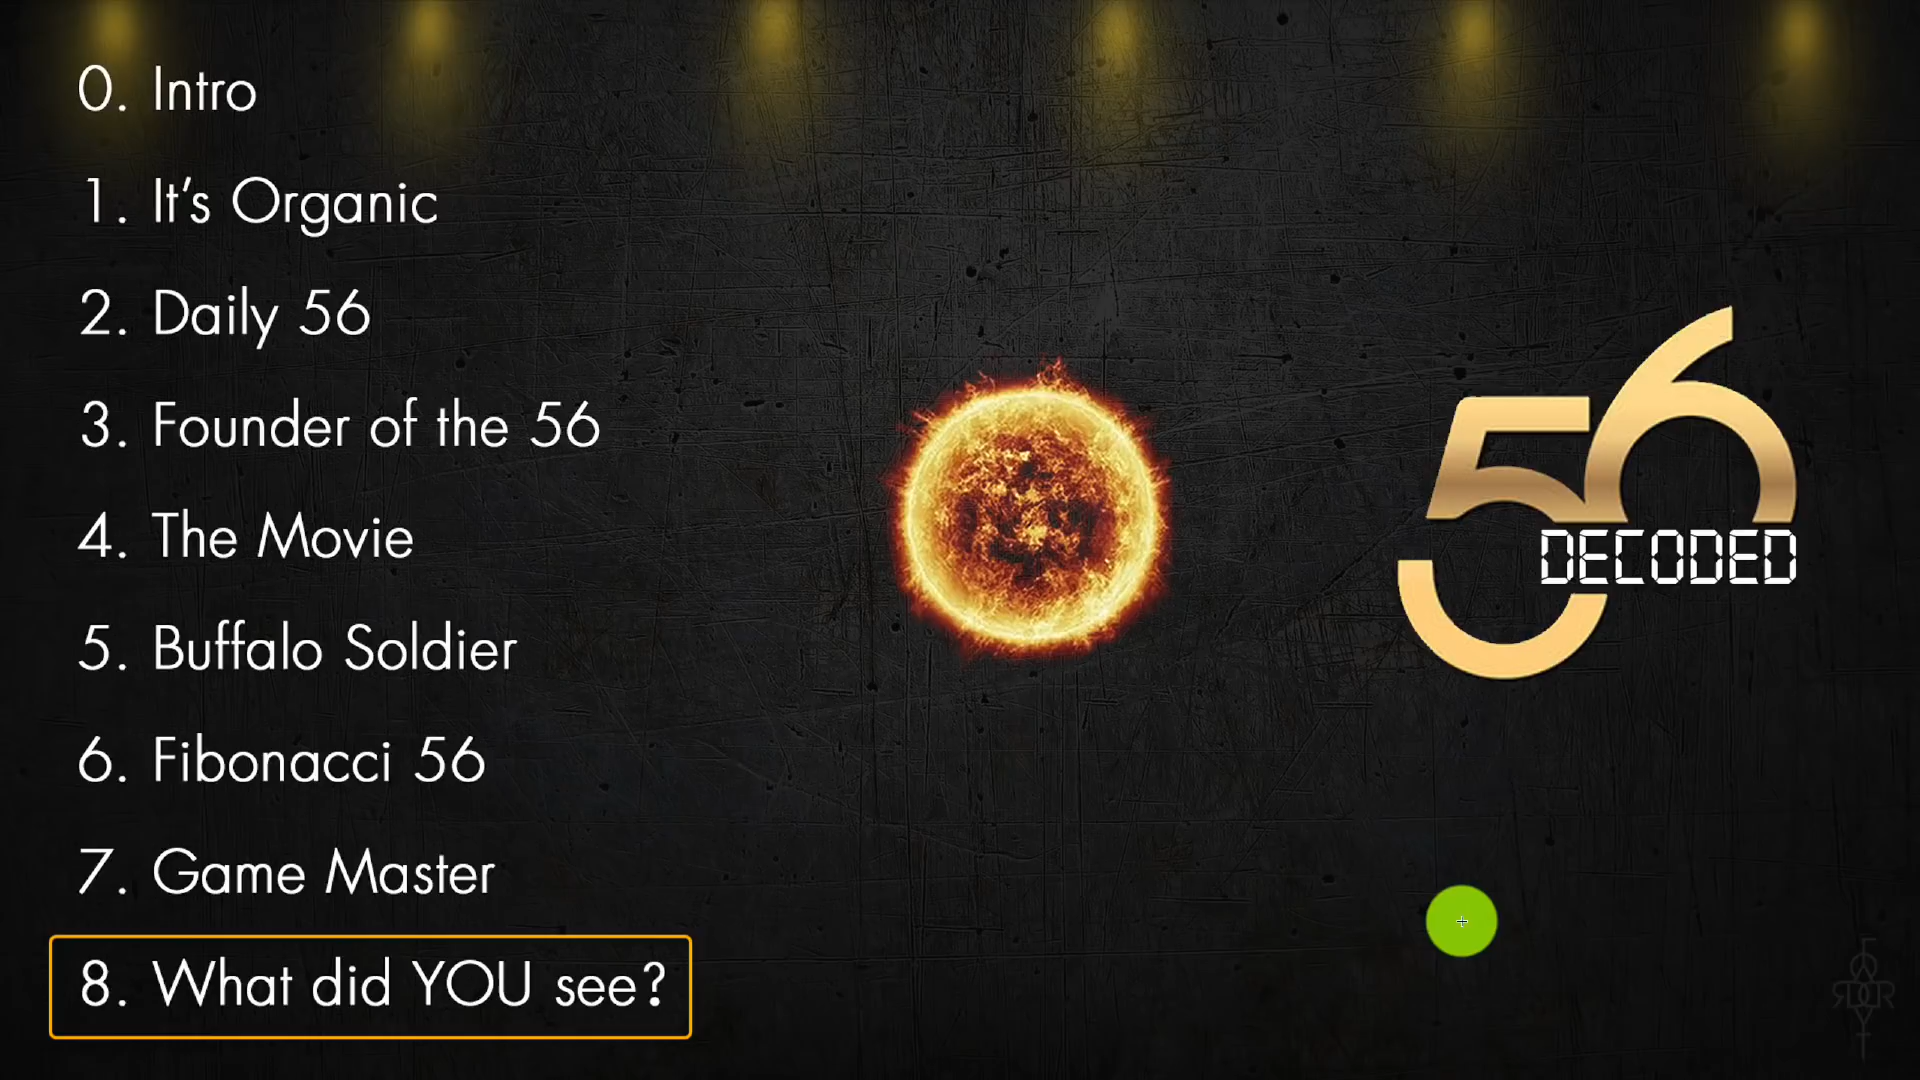 0. Intro
1. It's Organic
2. Daily 56
3. Founder of the 56
4. The Movie
5. Buffalo Soldier
6. Fibonacci 56
7. Game Master
8. What did YOU see?
56
DECODED